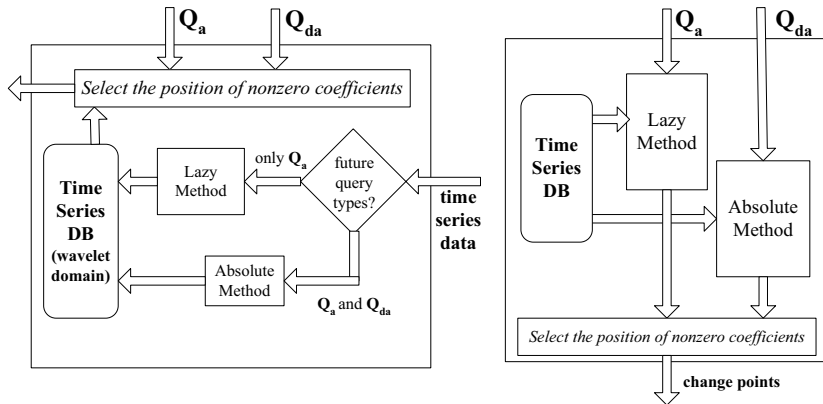 Qa
Qda
Select the position of nonzero coefficients
Time
Series
DB
(wavelet
domain)
Lazy
Method
only Qa
future
query
types?
time
series
data
Absolute
Method
Qa and Qda
Qa
Qda
Time
Series
DB
Lazy
Method
Absolute
Method
Select the position of nonzero coefficients
change points